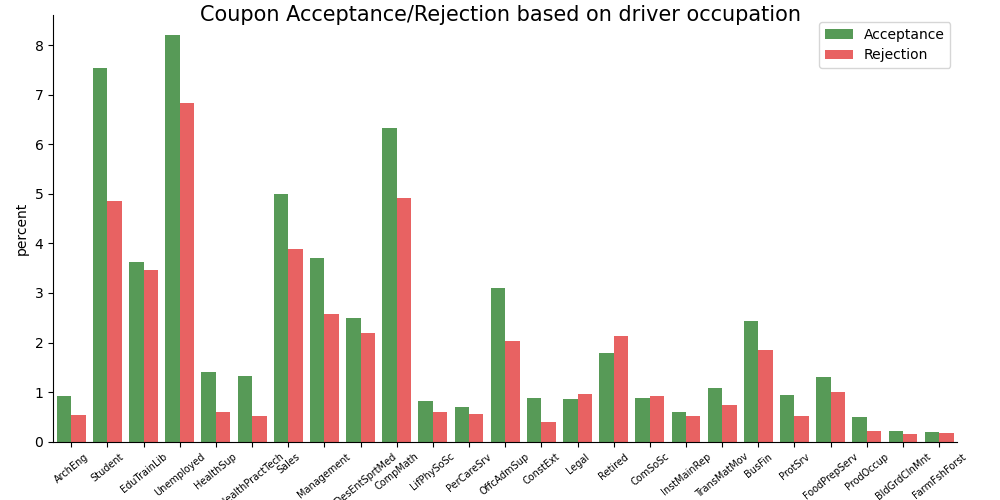 Coupon Acceptance/Rejection based on driver occupation
Acceptance
Rejection
percent
8
7
6
5
4
3
2
1
0
ArchEng
Student
EduTrainLib
Unemployed
HealthSup
HealthPractTech
Sales
Management
DesEntSprtMed
CompMath
LifPhySoSc
PerCareSrv
OffcAdmSup
ConstExt
Legal
Retired
ComSoSc
InstMainRep
TransMatMov
BusFin
ProtSrv
FoodPrepServ
ProdOccup
BldGrdClnMnt
FarmFshForst